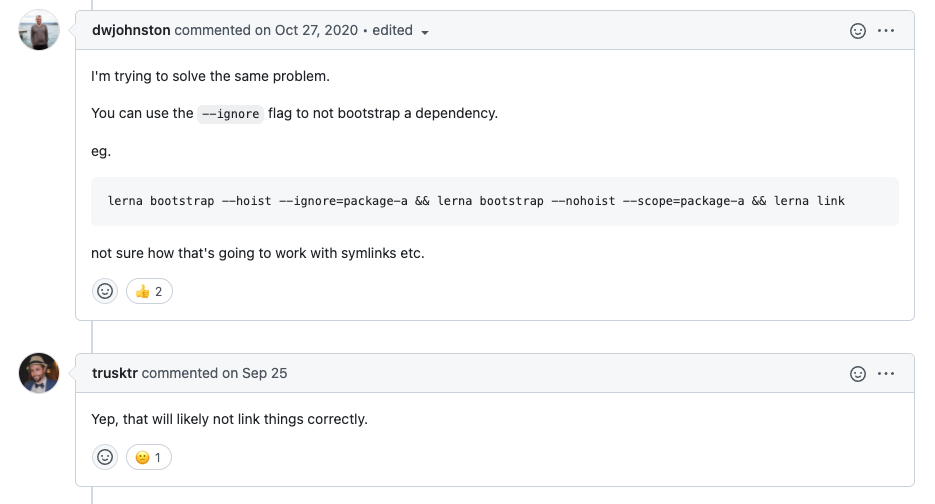 dwjohnston commented on Oct 27, 2020 • edited
I'm trying to solve the same problem.
You can use the --ignore flag to not bootstrap a dependency.
eg.
lerna bootstrap --hoist --ignore=package-a && lerna bootstrap --nohoist --scope=package-a && lerna link
not sure how that's going to work with symlinks etc.
👍 2
trusktr commented on Sep 25
Yep, that will likely not link things correctly.
😕 1